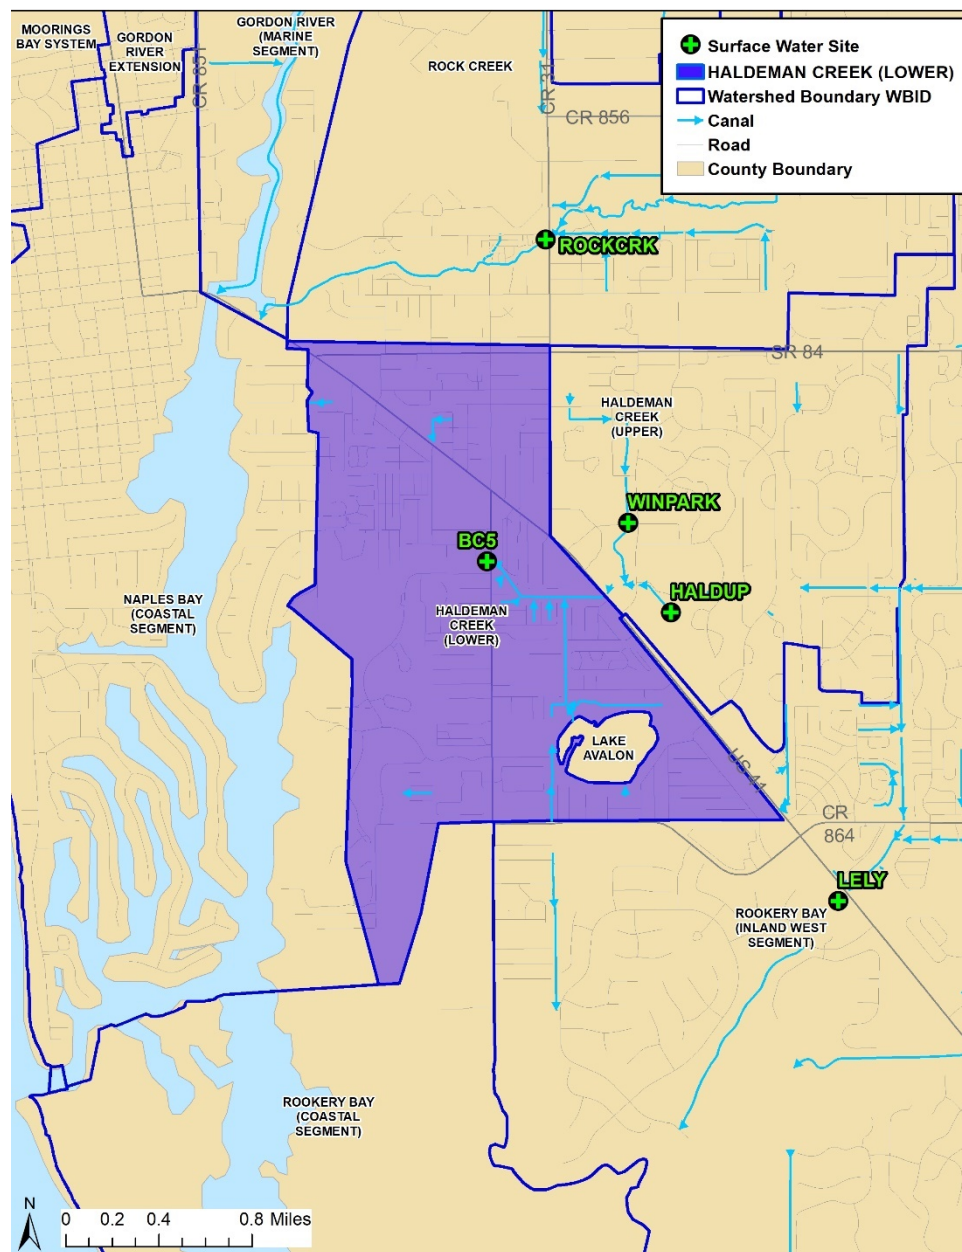 MOORINGS
BAY SYSTEM
GORDON
RIVER
EXTENSION
CR 851
GORDON RIVER
(MARINE
SEGMENT)
ROCK CREEK
CR 31
CR 856
Surface Water Site
HALDEMAN CREEK (LOWER)
Watershed Boundary WBID
Canal
Road
County Boundary
ROCKCRK
SR 84
HALDEMAN
CREEK
(UPPER)
WINPARK
BC5
HALDUP
NAPLES BAY
(COASTAL
SEGMENT)
HALDEMAN
CREEK
(LOWER)
LAKE
AVALON
US 41
CR
864
LELY
ROOKERY BAY
(INLAND WEST
SEGMENT)
ROOKERY BAY
(COASTAL
SEGMENT)
N
0 0.2 0.4 0.8 Miles